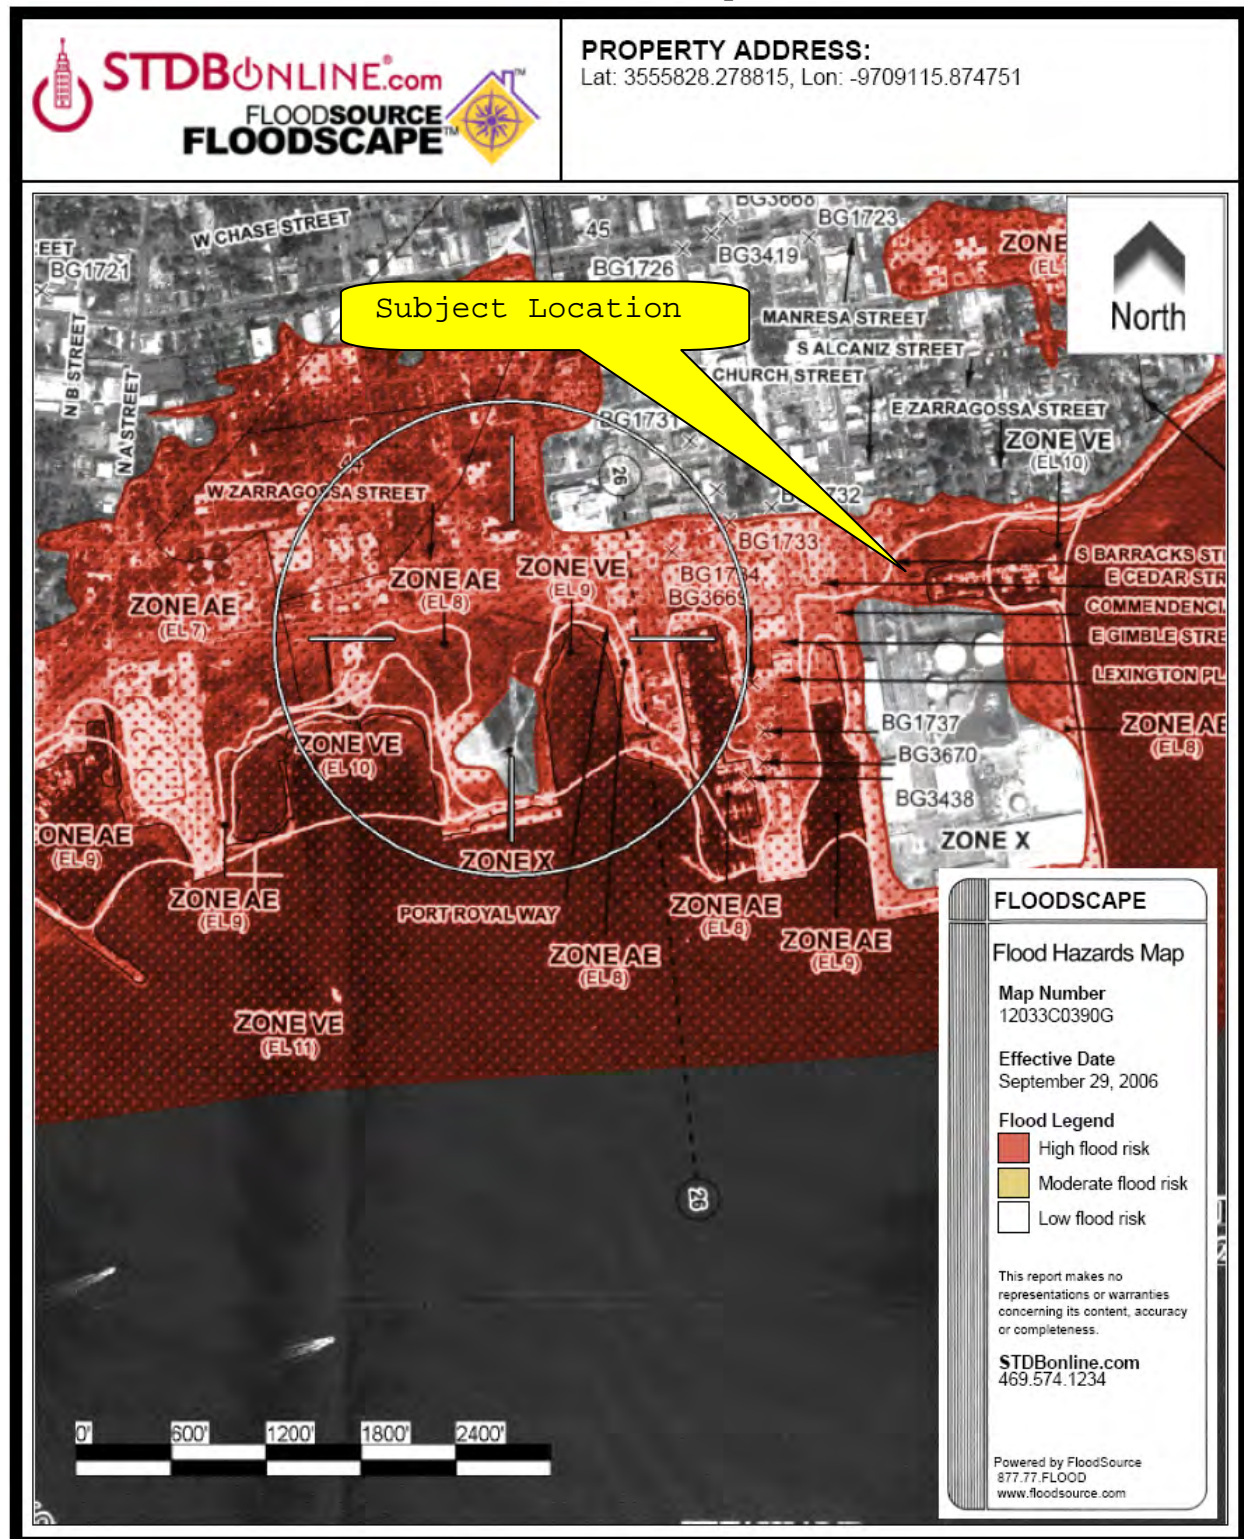 STDBONLINE®.com
FLOODSOURCE
FLOODSCAPE™
PROPERTY ADDRESS:
Lat: 3555828.278815, Lon: -9709115.874751
W CHASE STREET
45
BG3668
BG1723
BG1721
BG1726
BG3419
ZONE
North
Subject Location
MANRESA STREET
S ALCANIZ STREET
N B STREET
N A STREET
CHURCH STREET
E ZARRAGOSSA STREET
BG1731
ZONE VE
(EL 10)
44
26
W ZARRAGOSSA STREET
BG1733
S BARRACKS ST
E CEDAR STR
ZONE AE
(EL 8)
ZONE VE
(EL 9)
BG3669
ZONE AE
(EL 7)
COMMENDENCI
E GIMBLE STRE
LEXINGTON PL
ZONE VE
(EL 10)
BG1737
ZONE AE
(EL 8)
BG3670
BG3438
ZONE AE
(EL 9)
ZONE X
ZONE X
ZONE AE
(EL 9)
PORT ROYAL WAY
ZONE AE
(EL 8)
ZONE AE
(EL 9)
ZONE AE
(EL 8)
ZONE VE
(EL 11)
26
0'
600'
1200'
1800'
2400'
FLOODSCAPE
Flood Hazards Map
Map Number
12033C0390G
Effective Date
September 29, 2006
Flood Legend
High flood risk
Moderate flood risk
Low flood risk
This report makes no
representations or warranties
concerning its content, accuracy
or completeness.
STDBonline.com
469.574.1234
Powered by FloodSource
877.77.FLOOD
www.floodsource.com